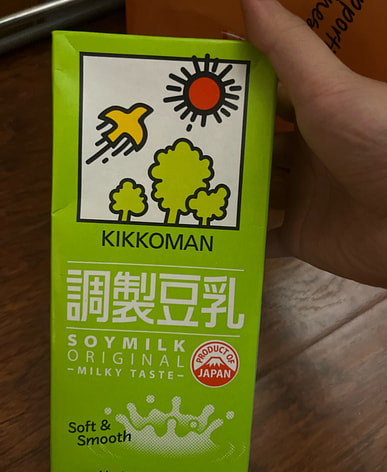 KIKKOMAN
調製豆乳
SOYMILK
ORIGINAL
-MILKY TASTE-
PRODUCT OF
JAPAN
Soft &
Smooth